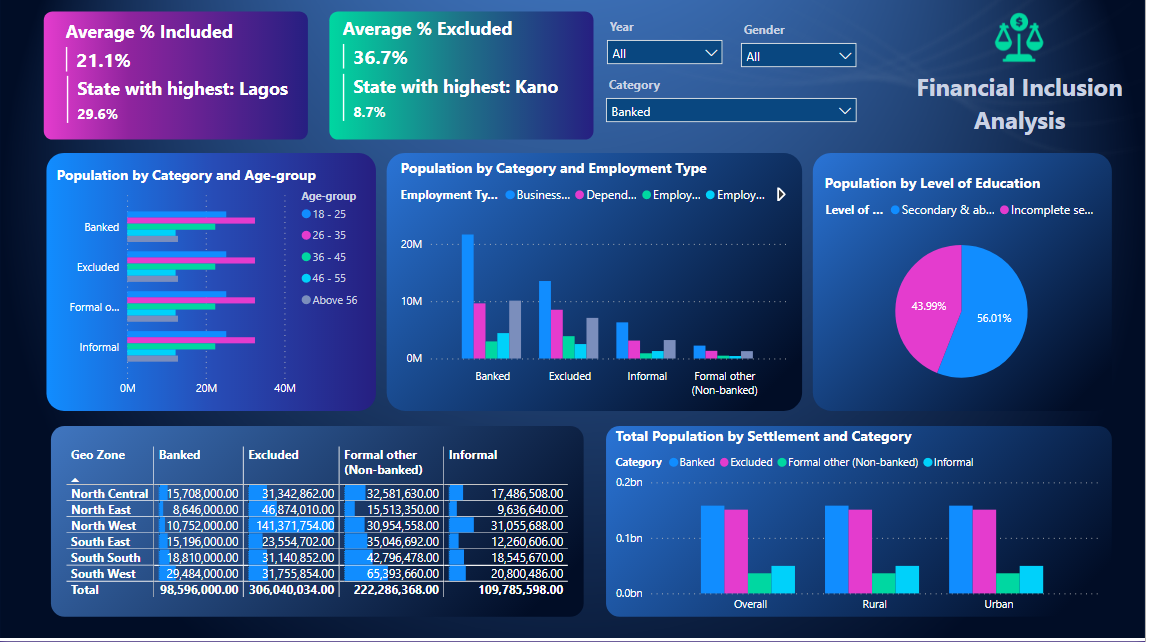 Average % Included
21.1%
State with highest: Lagos
29.6%
Average % Excluded
36.7%
State with highest: Kano
8.7%
Year
All
Gender
All
Category
Banked
Financial Inclusion
Analysis
Population by Category and Age-group
Age-group
18 - 25
26 - 35
36 - 45
46 - 55
Above 56
Banked
Excluded
Formal o...
Informal
0M 20M 40M
Population by Category and Employment Type
Employment Ty... Business... Depend... Employ... Employ...
20M
10M
0M
Banked Excluded Informal Formal other
(Non-banked)
Population by Level of Education
Level of ... Secondary & ab... Incomplete se...
43.99%
56.01%
Geo Zone Banked Excluded Formal other
(Non-banked) Informal
North Central 15,708,000.00 31,342,862.00 32,581,630.00 17,486,508.00
North East 8,646,000.00 46,874,010.00 15,513,350.00 9,636,640.00
North West 10,752,000.00 141,371,754.00 30,954,558.00 31,055,688.00
South East 15,196,000.00 23,554,702.00 35,046,692.00 12,260,606.00
South South 18,810,000.00 31,140,852.00 42,796,478.00 18,545,670.00
South West 29,484,000.00 31,755,854.00 65,393,660.00 20,800,486.00
Total 98,596,000.00 306,040,034.00 222,286,368.00 109,785,598.00
Total Population by Settlement and Category
Category Banked Excluded Formal other (Non-banked) Informal
0.2bn
0.1bn
0.0bn
Overall Rural Urban